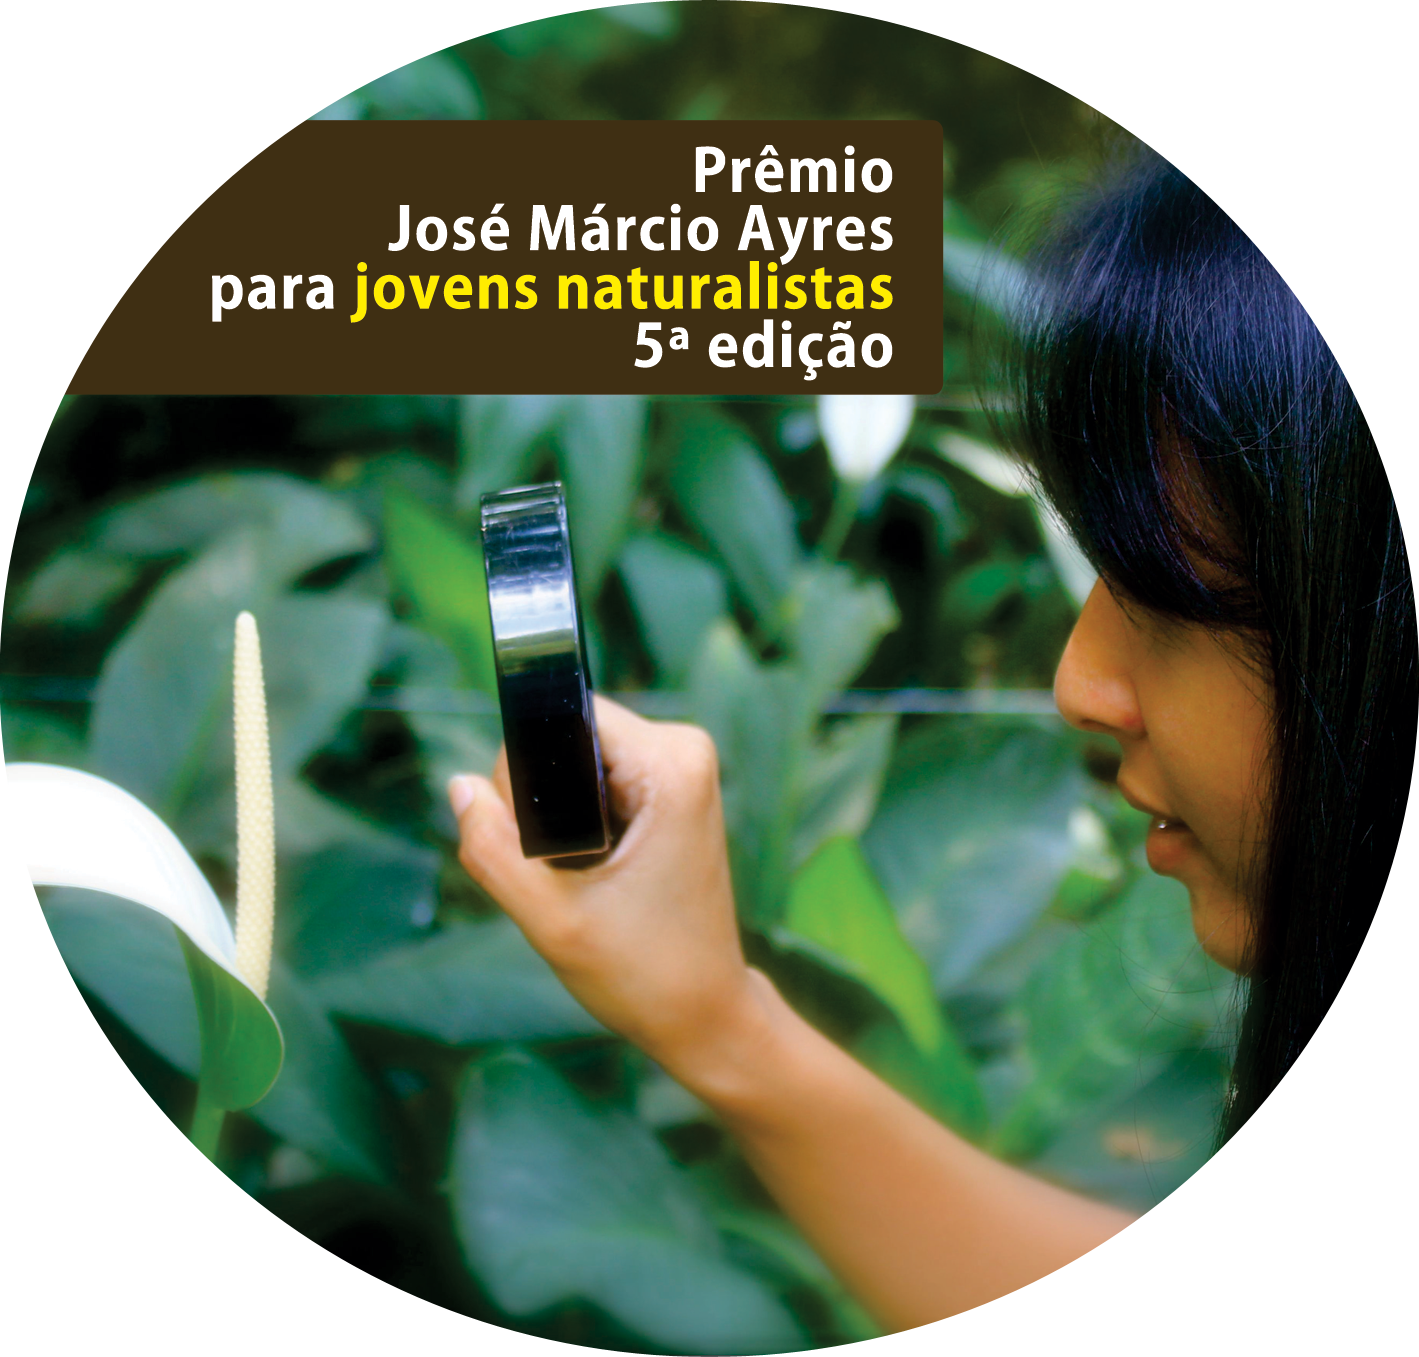 Prêmio
José Márcio Ayres
para jovens naturalistas
5ª edição